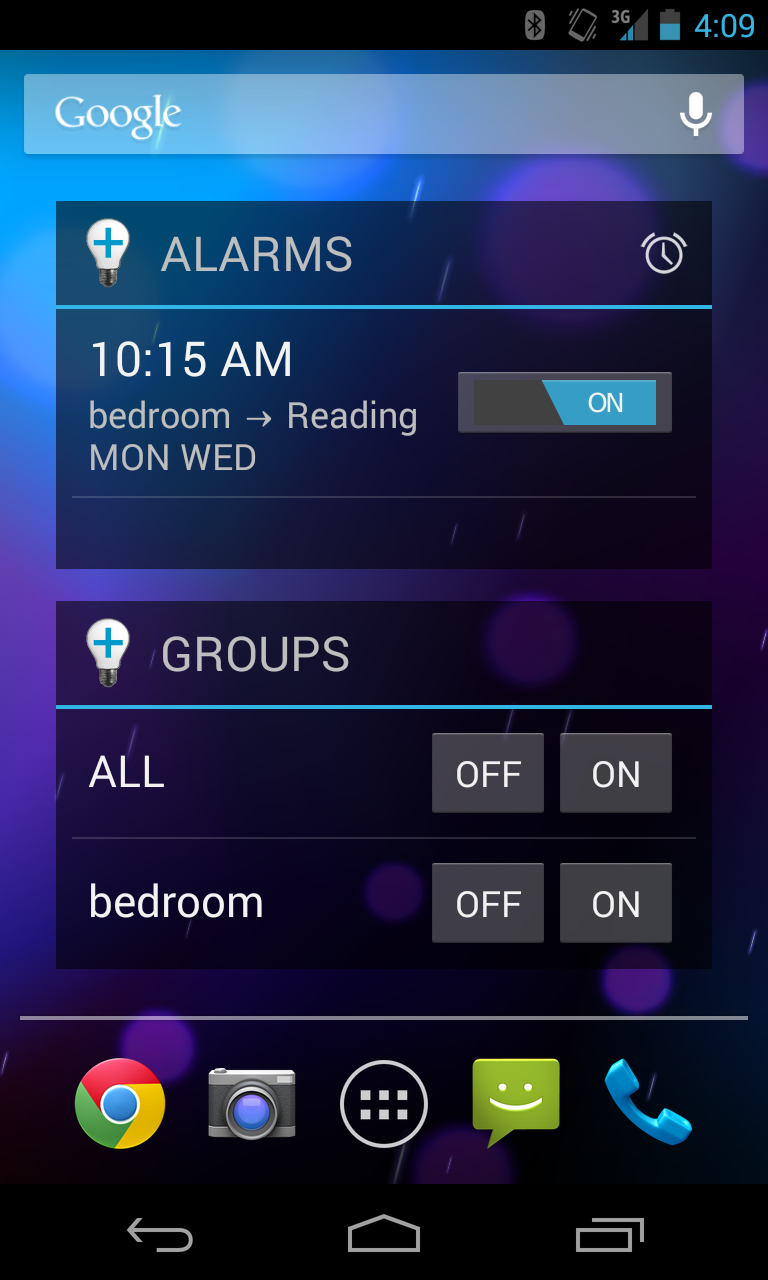 3G 4:09
Google
ALARMS
10:15 AM
bedroom → Reading
MON WED
ON
GROUPS
ALL OFF ON
bedroom OFF ON